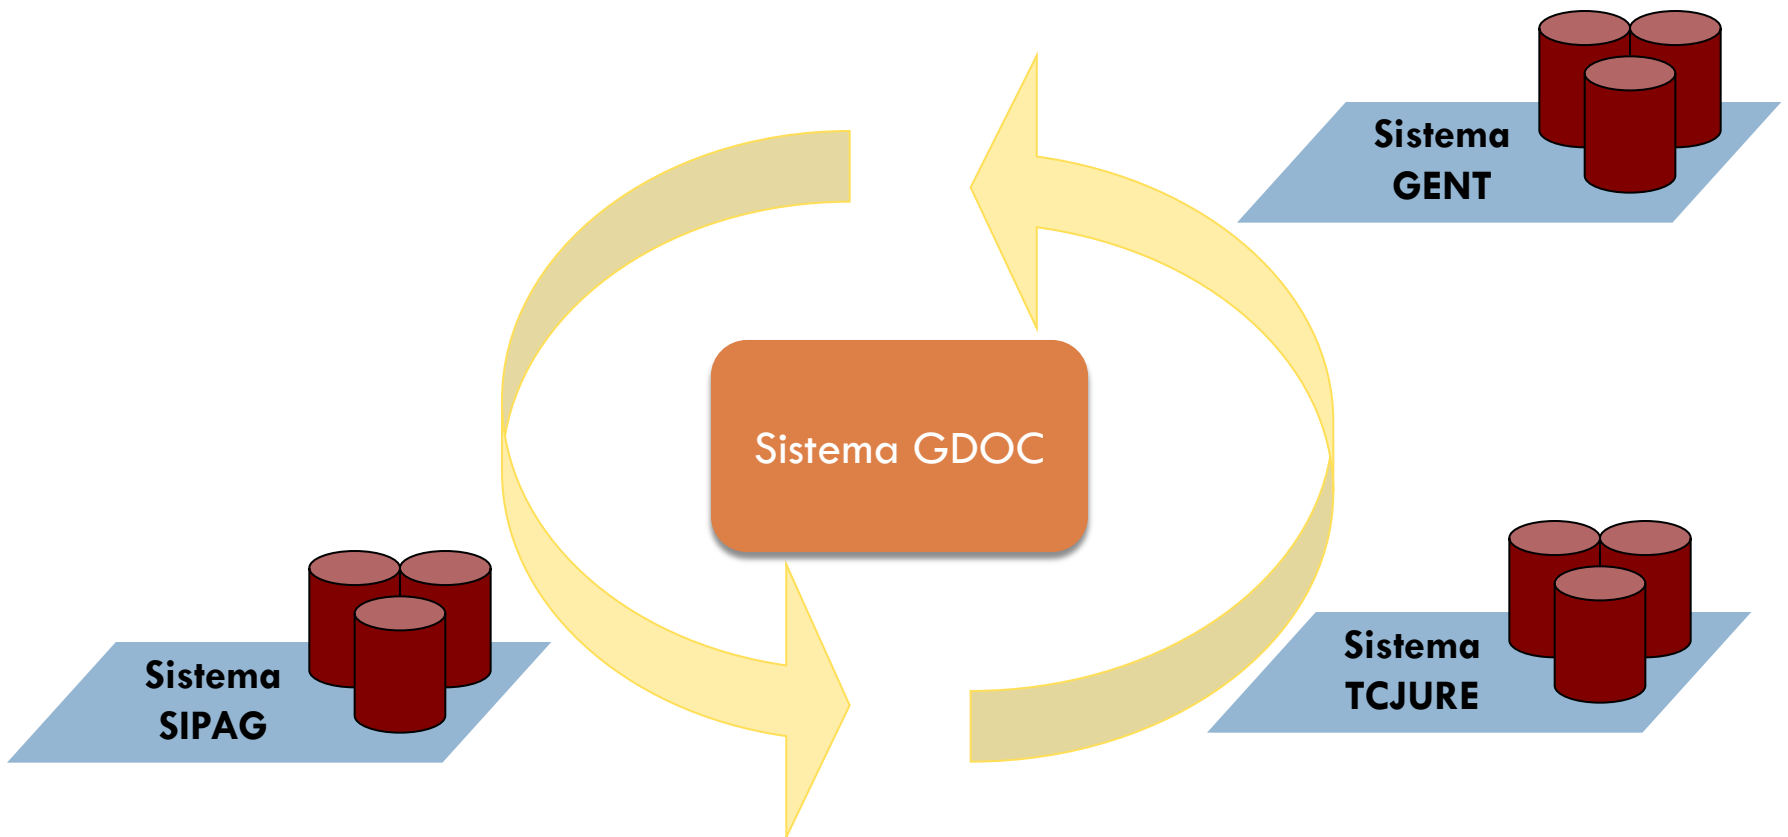 Sistema
GENT
Sistema GDOC
Sistema
SIPAG
Sistema
TCJURE